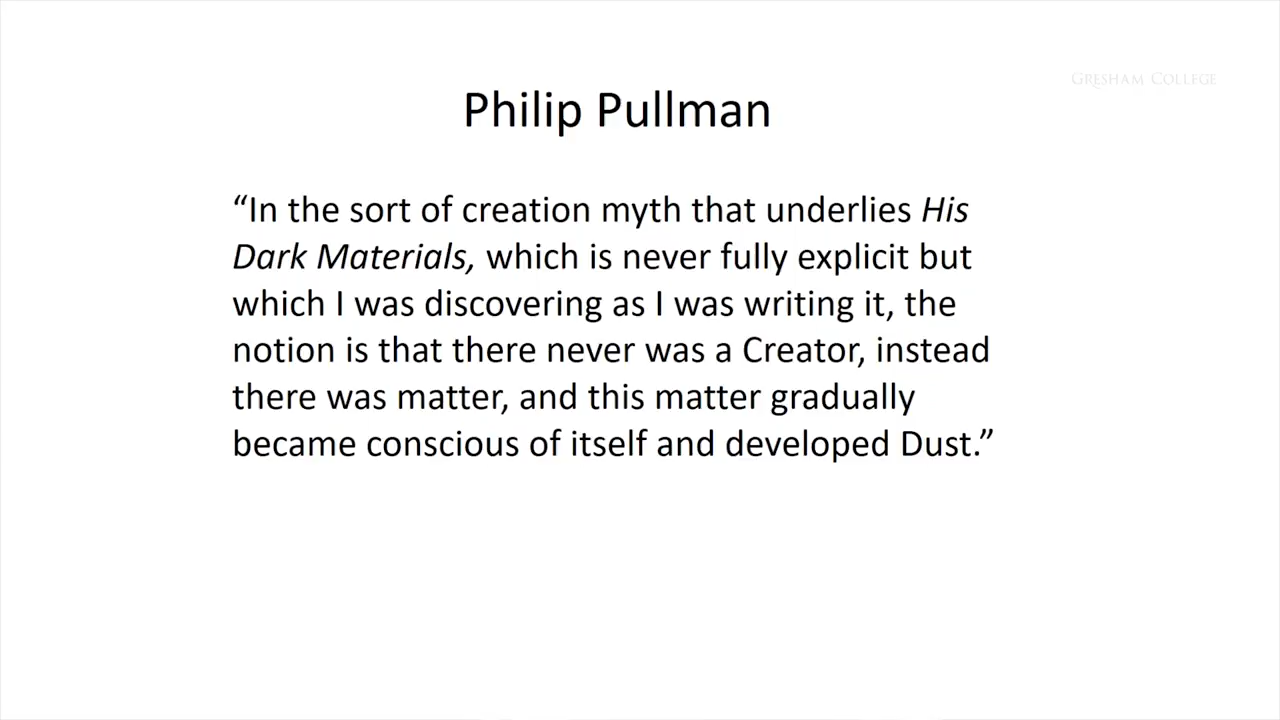 GRESHAM COLLEGE
Philip Pullman
“In the sort of creation myth that underlies His
Dark Materials, which is never fully explicit but
which I was discovering as I was writing it, the
notion is that there never was a Creator, instead
there was matter, and this matter gradually
became conscious of itself and developed Dust.”